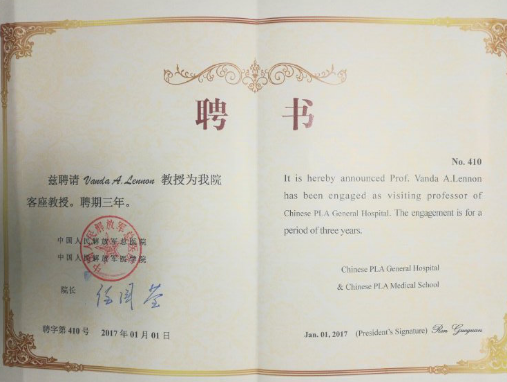 聘书
兹聘请 Vanda A. Lennon 教授为我院
客座教授。聘期三年。
中国人民解放军总医院
中国人民解放军医学院
院长
聘字第 410 号 2017 年 01 月 01 日
No. 410
It is hereby announced Prof. Vanda A.Lennon
has been engaged as visiting professor of
Chinese PLA General Hospital. The engagement is for a
period of three years.
Chinese PLA General Hospital
& Chinese PLA Medical School
Jan. 01, 2017 (President's Signature) Ren Guoquan